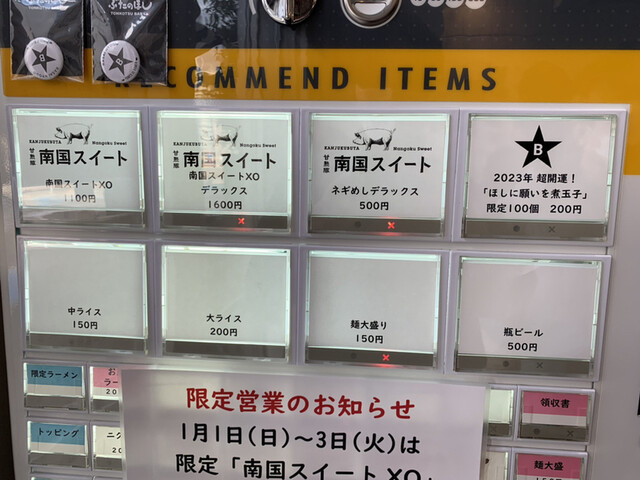 ふたつぼし
TONKOTSU BASE
B
B
RECOMMEND ITEMS
KANJUKUBUTA
Nangoku Sweet
甘熟豚
南国スイート
南国スイートXO
1100円
KANJUKUBUTA
Nangoku Sweet
甘熟豚
南国スイート
南国スイートXO
デラックス
1600円
KANJUKUBUTA
Nangoku Sweet
甘熟豚
南国スイート
ネギめしデラックス
500円
B
2023年 超開運！
「ほしに願いを煮玉子」
限定100個 200円
中ライス
150円
大ライス
200円
麺大盛り
150円
瓶ビール
500円
限定ラーメン
領収書
トッピング
麺大盛
限定営業のお知らせ
1月1日(日)～3日(火)は
限定「南国スイートXO」